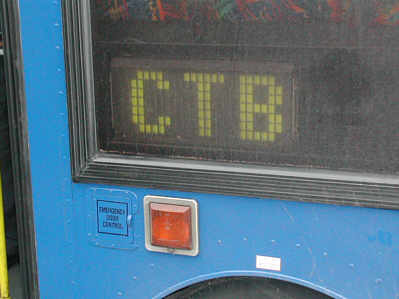 CTB
EMERGENCY
DOOR
CONTROL